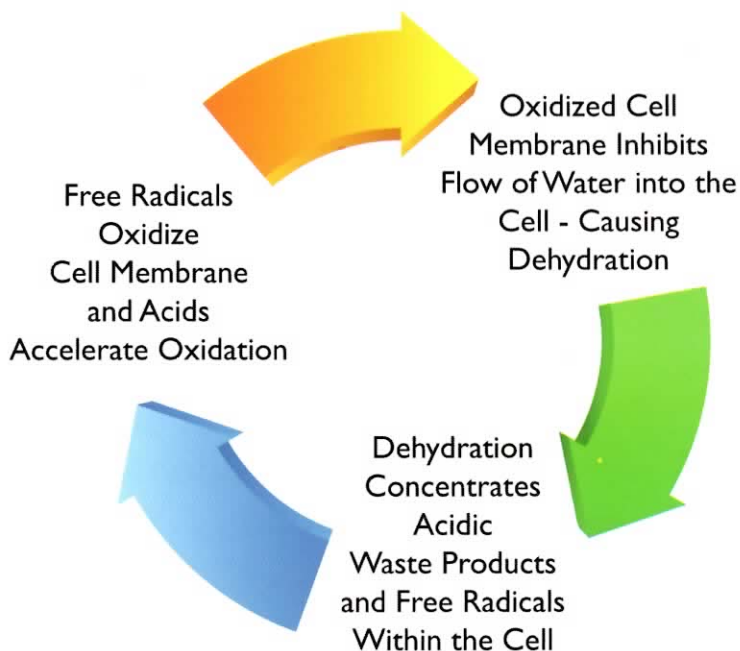 Free Radicals
Oxidize
Cell Membrane
and Acids
Accelerate Oxidation
Oxidized Cell
Membrane Inhibits
Flow of Water into the
Cell - Causing
Dehydration
Dehydration
Concentrates
Acidic
Waste Products
and Free Radicals
Within the Cell